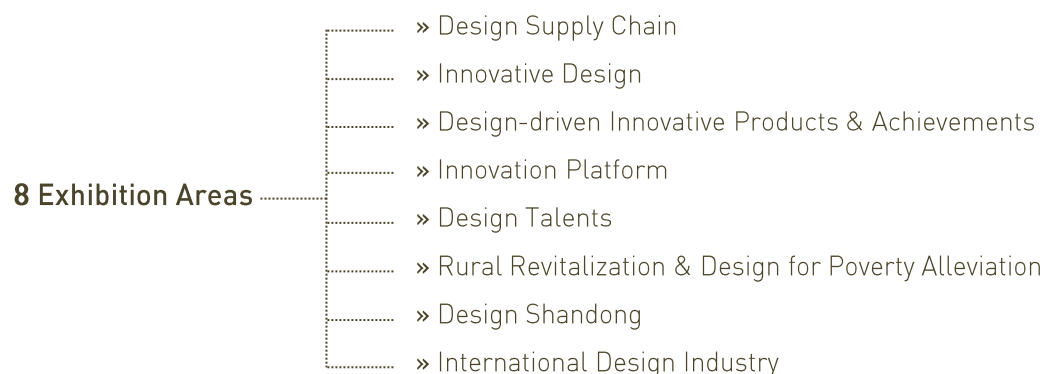 » Design Supply Chain
» Innovative Design
» Design-driven Innovative Products & Achievements
» Innovation Platform
8 Exhibition Areas
» Design Talents
» Rural Revitalization & Design for Poverty Alleviation
» Design Shandong
» International Design Industry